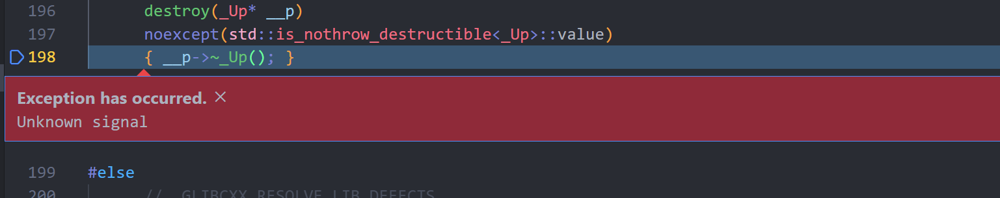 196 destroy(_Up* __p)
197 noexcept(std::is_nothrow_destructible<_Up>::value)
198 { __p->~_Up(); }
Exception has occurred. ×
Unknown signal
199 #else
200 // _GLIBCXX_RESOLVE_LIB_DEFECTS